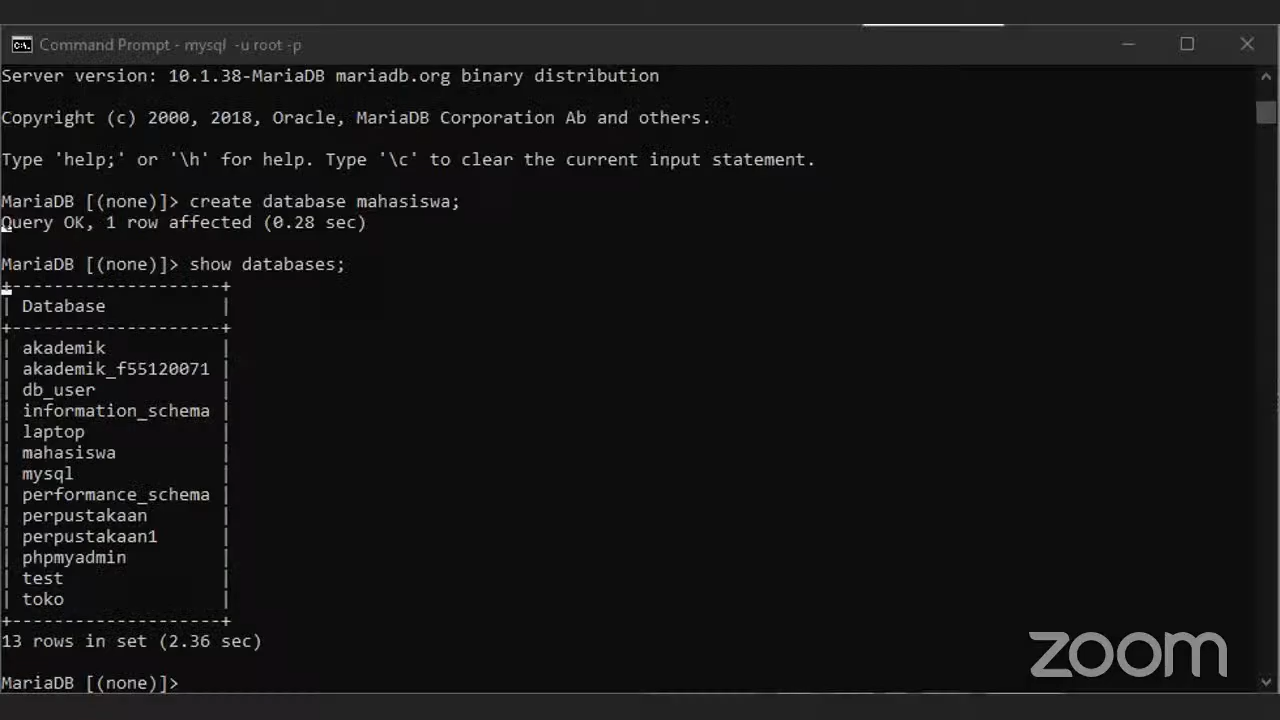 Command Prompt - mysql -u root -p
Server version: 10.1.38-MariaDB mariadb.org binary distribution
Copyright (c) 2000, 2018, Oracle, MariaDB Corporation Ab and others.
Type 'help;' or '\h' for help. Type '\c' to clear the current input statement.
MariaDB [(none)]> create database mahasiswa;
Query OK, 1 row affected (0.28 sec)
MariaDB [(none)]> show databases;
+--------------------+
| Database           |
+--------------------+
| akademik           |
| akademik_f55120071 |
| db_user            |
| information_schema |
| laptop             |
| mahasiswa          |
| mysql              |
| performance_schema |
| perpustakaan       |
| perpustakaan1      |
| phpmyadmin         |
| test               |
| toko               |
+--------------------+
13 rows in set (2.36 sec)
MariaDB [(none)]>
zoom